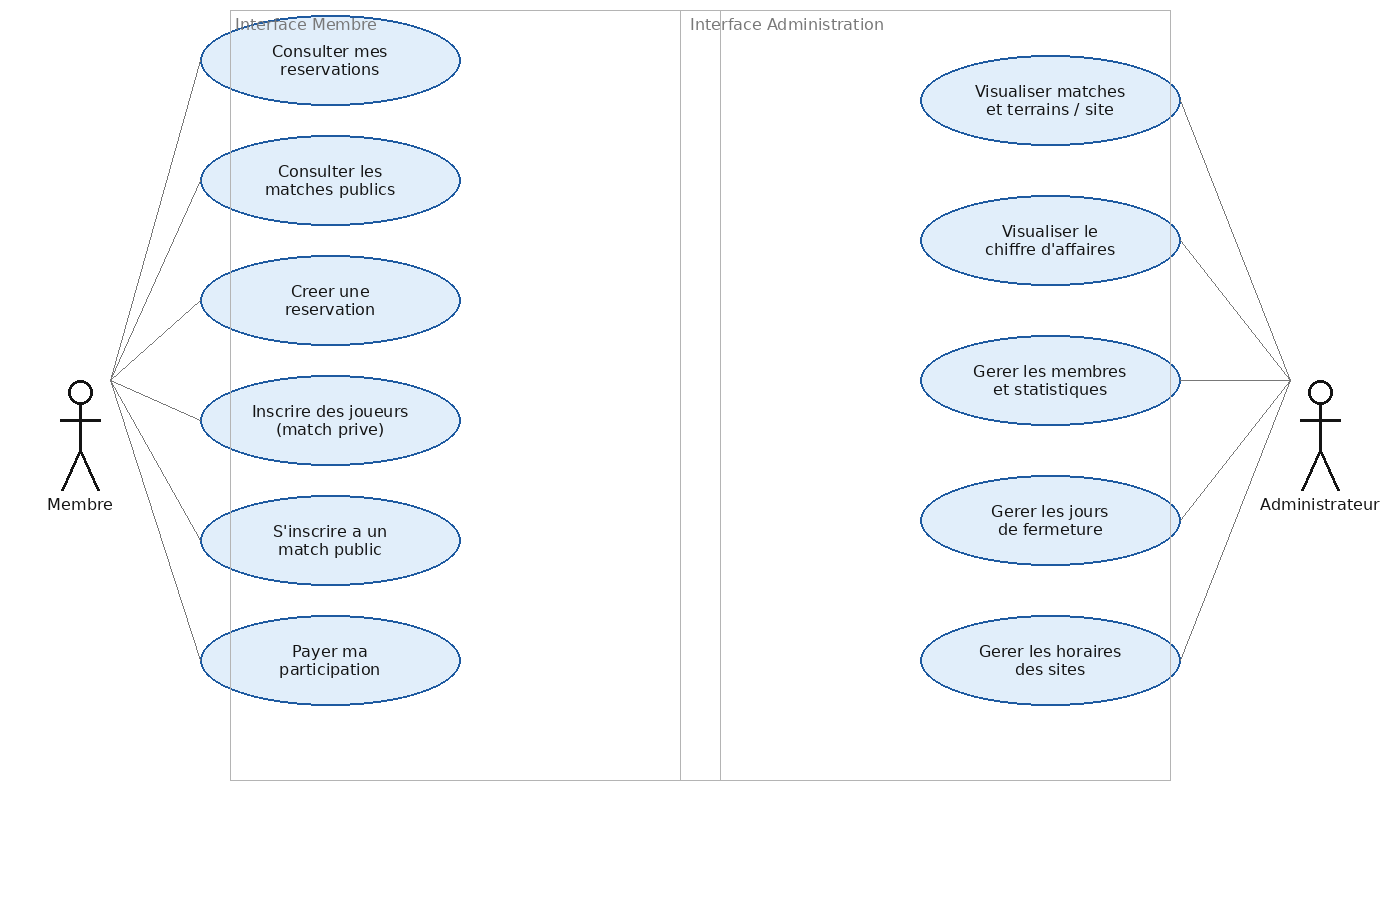 Interface Membre
Interface Administration
Consulter mes
reservations
Consulter les
matches publics
Creer une
reservation
Inscrire des joueurs
(match prive)
S'inscrire a un
match public
Payer ma
participation
Membre
Visualiser matches
et terrains / site
Visualiser le
chiffre d'affaires
Gerer les membres
et statistiques
Gerer les jours
de fermeture
Gerer les horaires
des sites
Administrateur